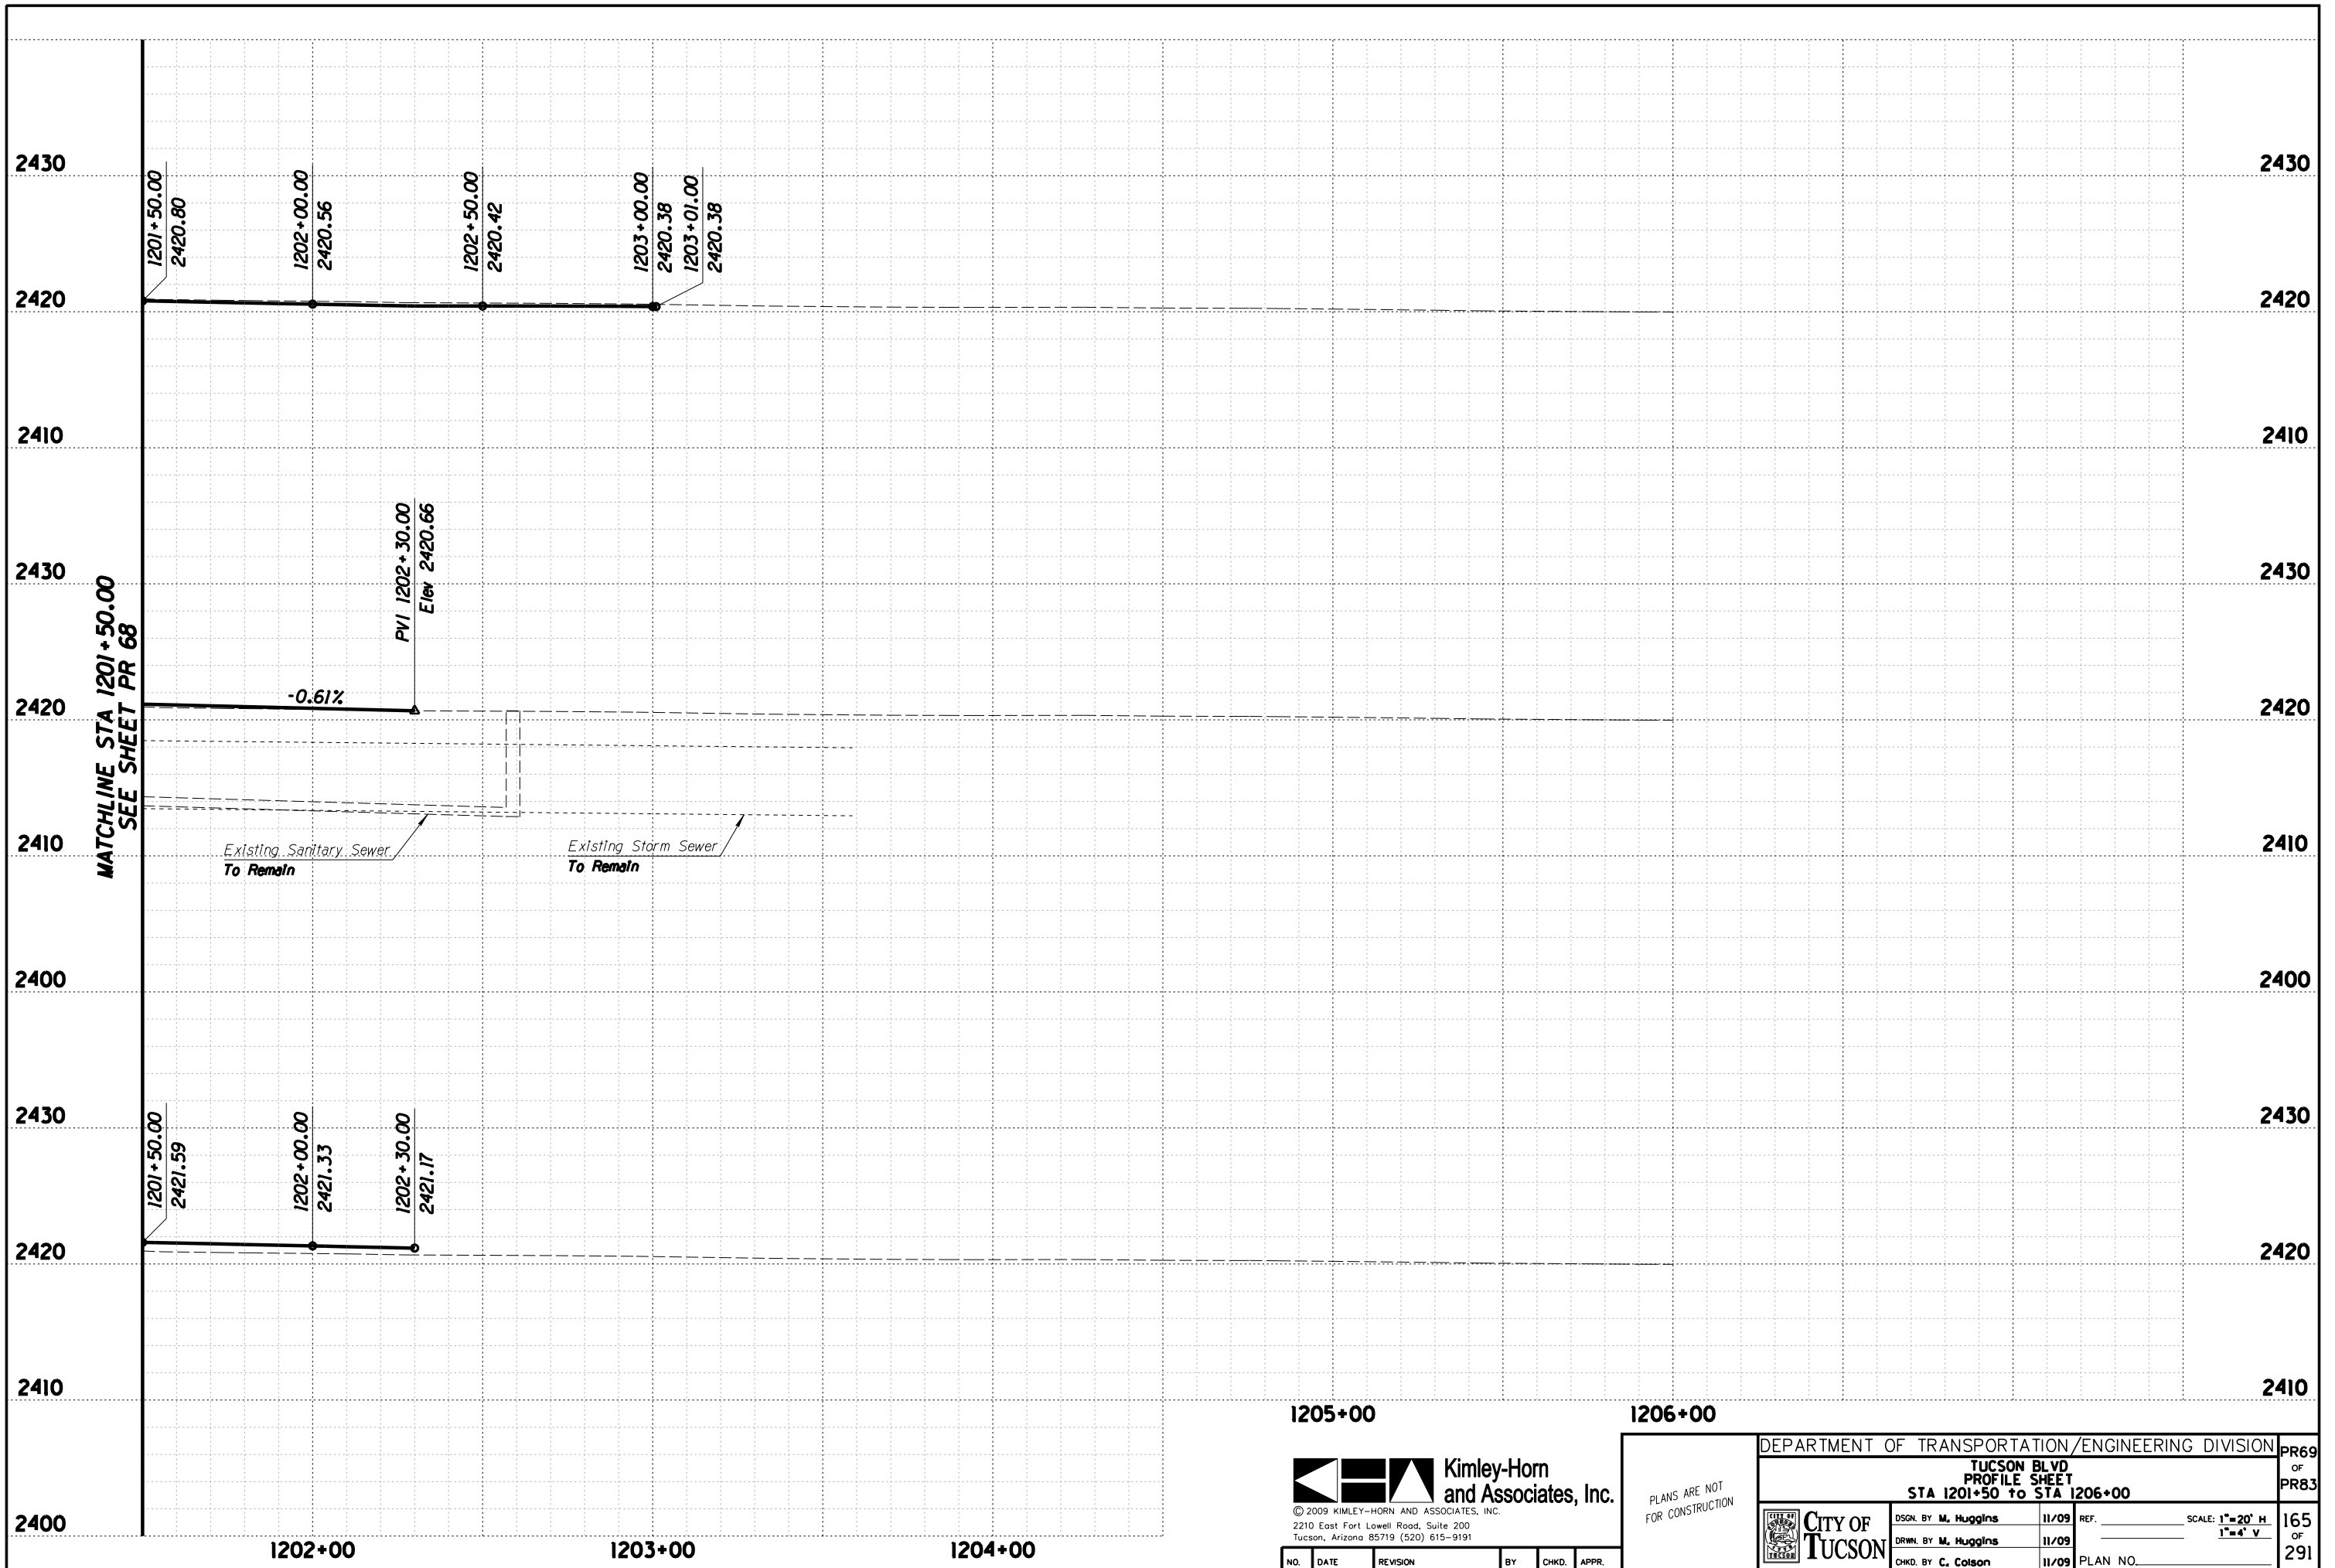 2430
2430
1201+50.00
2420.80
1202+00.00
2420.56
1202+50.00
2420.42
1203+00.00
2420.38
1203+01.00
2420.38
2420
2420
2410
2410
PVI 1202+30.00
Elev 2420.66
2430
2430
MATCHLINE STA 1201+50.00
SEE SHEET PR 68
-0.61%
2420
2420
Existing Sanitary Sewer
To Remain
Existing Storm Sewer
To Remain
2410
2410
2400
2400
2430
2430
1201+50.00
2421.59
1202+00.00
2421.33
1202+30.00
2421.17
2420
2420
2410
2410
1205+00
1206+00
2400
1202+00
1203+00
1204+00
Kimley-Horn
and Associates, Inc.
© 2009 KIMLEY-HORN AND ASSOCIATES, INC.
2210 East Fort Lowell Road, Suite 200
Tucson, Arizona 85719 (520) 615-9191
NO. DATE REVISION BY CHKD. APPR.
PLANS ARE NOT
FOR CONSTRUCTION
DEPARTMENT OF TRANSPORTATION/ENGINEERING DIVISION
TUCSON BLVD
PROFILE SHEET
STA 1201+50 to STA 1206+00
PR69
OF
PR83
CITY OF
TUCSON
CITY OF
TUCSON
DSGN. BY M. Huggins 11/09
DRWN. BY M. Huggins 11/09
CHKD. BY C. Colson 11/09
REF. SCALE: 1"=20' H
1"=4' V
PLAN NO.
165
OF
291